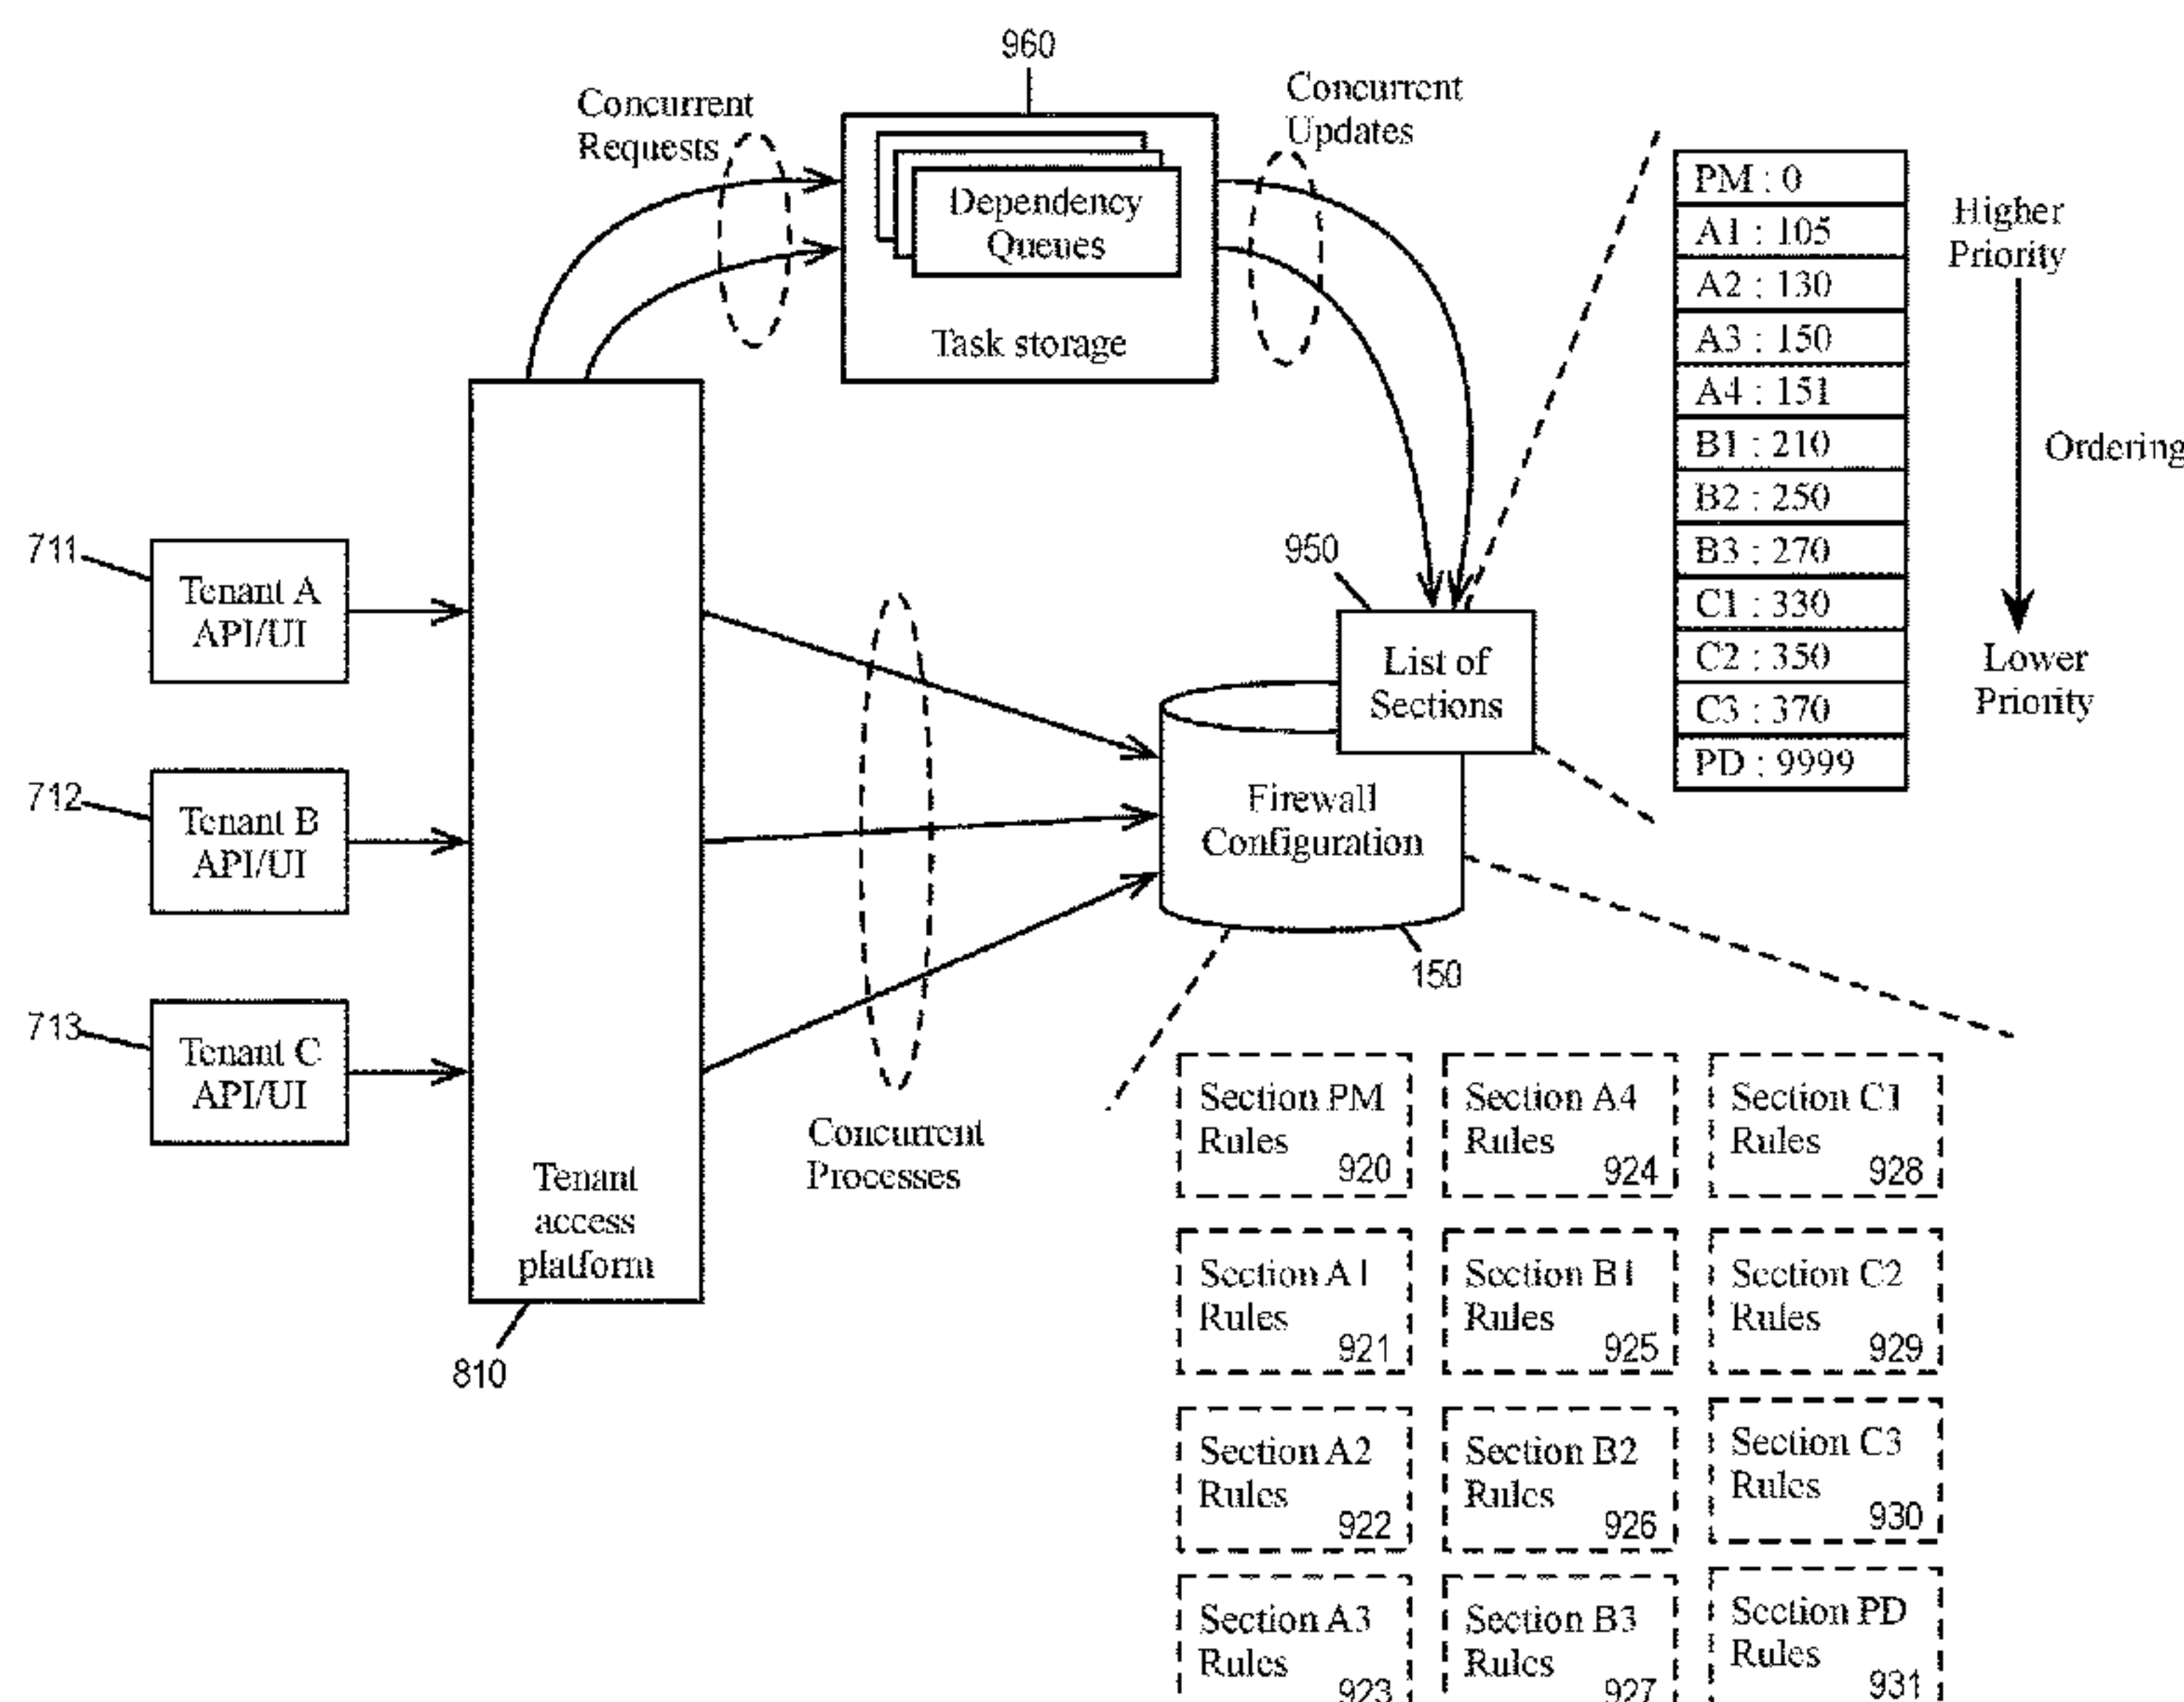 960
Concurrent
Requests
Concurrent
Updates
Dependency
Queues
Task storage
PM : 0
A1 : 105
A2 : 130
A3 : 150
A4 : 151
B1 : 210
B2 : 250
B3 : 270
C1 : 330
C2 : 350
C3 : 370
PD : 9999
Higher
Priority
Ordering
Lower
Priority
711
Tenant A
API/UI
712
Tenant B
API/UI
713
Tenant C
API/UI
Tenant
access
platform
810
Concurrent
Processes
950
List of
Sections
Firewall
Configuration
150
Section PM
Rules
920
Section A4
Rules
924
Section C1
Rules
928
Section A1
Rules
921
Section B1
Rules
925
Section C2
Rules
929
Section A2
Rules
922
Section B2
Rules
926
Section C3
Rules
930
Section A3
Rules
923
Section B3
Rules
927
Section PD
Rules
931